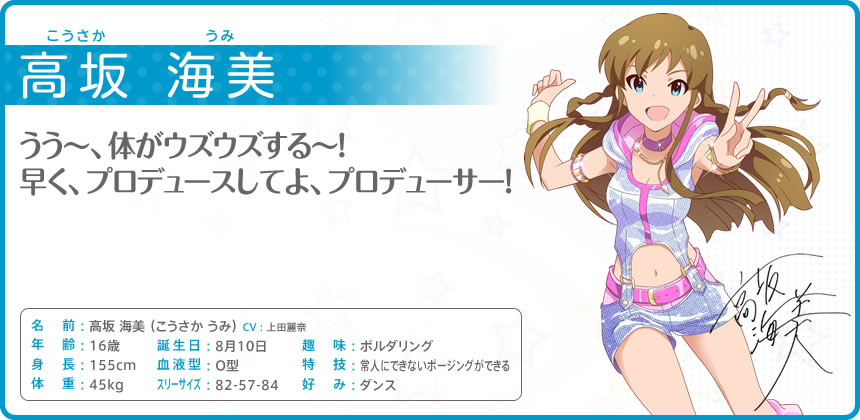 こうさか うみ
高坂 海美
うう～、体がウズウズする～!
早く、プロデュースしてよ、プロデューサー!
名 前 : 高坂 海美 (こうさか うみ) CV : 上田麗奈
年 齢 : 16歳 誕生日 : 8月10日 趣 味 : ボルダリング
身 長 : 155cm 血液型 : O型 特 技 : 常人にできないポージングができる
体 重 : 45kg スリーサイズ : 82-57-84 好 み : ダンス
高坂
海美